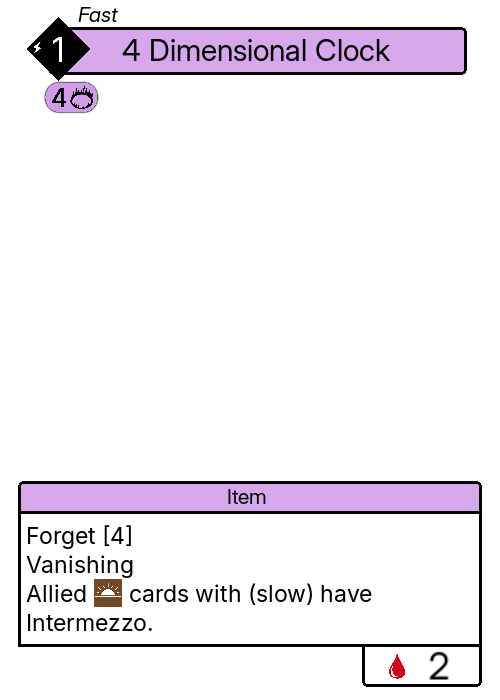 Fast
1 4 Dimensional Clock
4
Item
Forget [4]
Vanishing
Allied cards with (slow) have
Intermezzo.
2